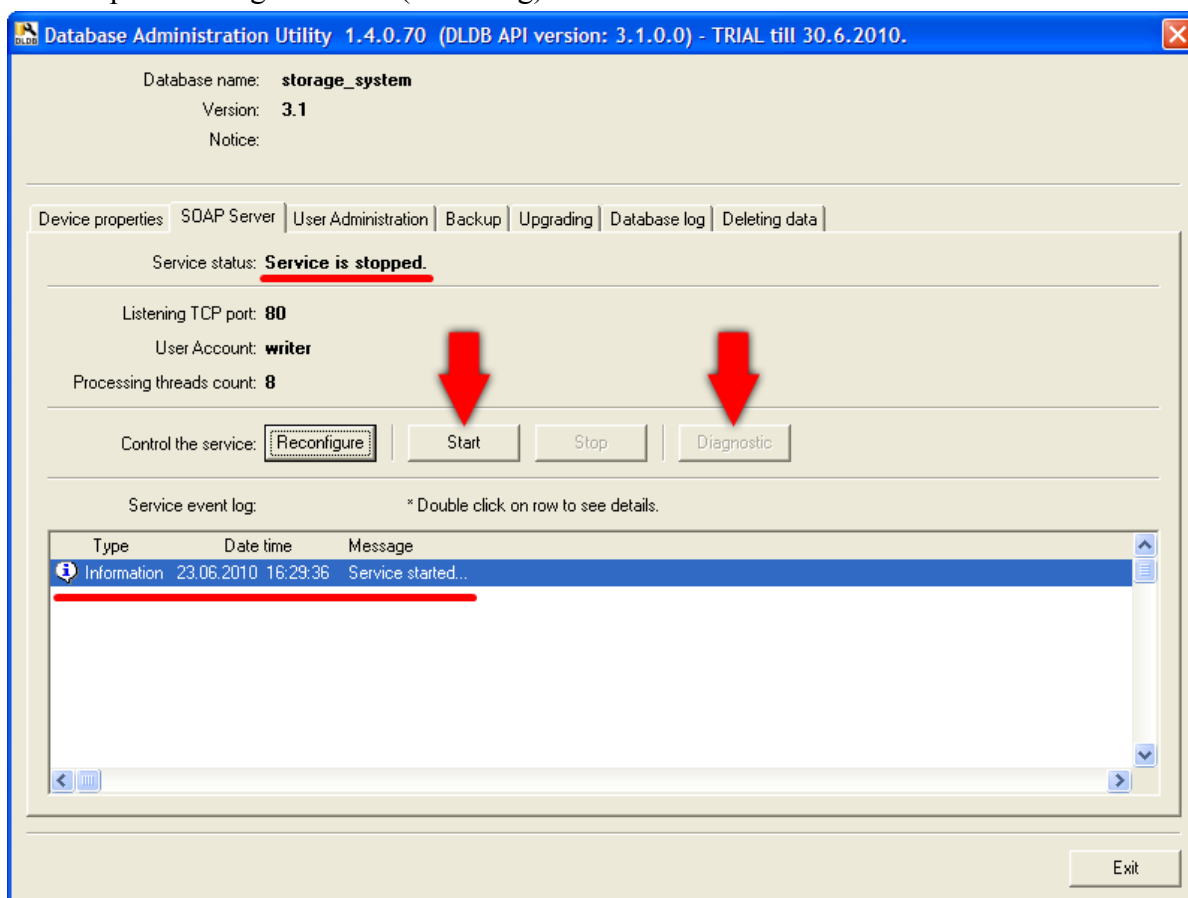 Database Administration Utility 1.4.0.70 (DLDB API version: 3.1.0.0) - TRIAL till 30.6.2010.
Database name: storage_system
Version: 3.1
Notice:
Device properties SOAP Server User Administration Backup Upgrading Database log Deleting data
Service status: Service is stopped.
Listening TCP port: 80
User Account: writer
Processing threads count: 8
Control the service: Reconfigure Start Stop Diagnostic
Service event log: * Double click on row to see details.
Type Date time Message
Information 23.06.2010 16:29:36 Service started...
Exit